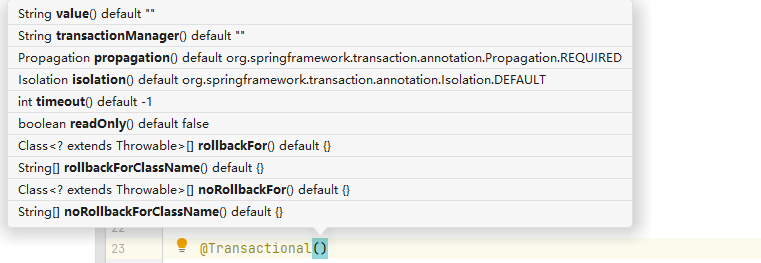 String value() default ""
String transactionManager() default ""
Propagation propagation() default org.springframework.transaction.annotation.Propagation.REQUIRED
Isolation isolation() default org.springframework.transaction.annotation.Isolation.DEFAULT
int timeout() default -1
boolean readOnly() default false
Class<? extends Throwable>[] rollbackFor() default {}
String[] rollbackForClassName() default {}
Class<? extends Throwable>[] noRollbackFor() default {}
String[] noRollbackForClassName() default {}
22
23 @Transactional()